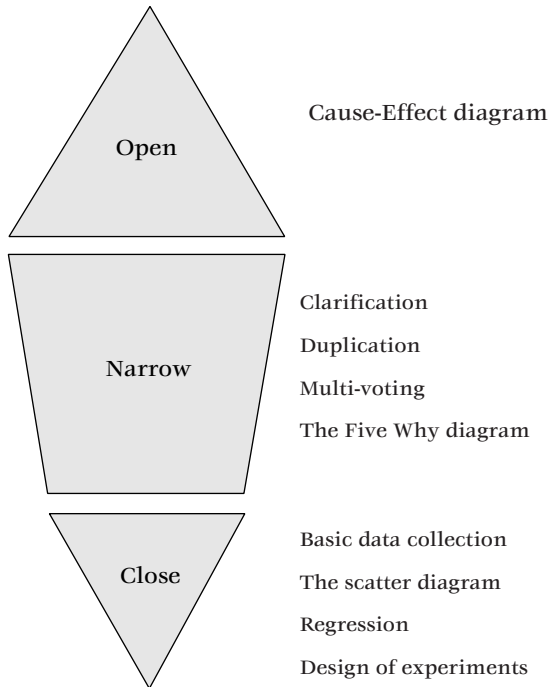 Open
Cause-Effect diagram
Narrow
Clarification
Duplication
Multi-voting
The Five Why diagram
Close
Basic data collection
The scatter diagram
Regression
Design of experiments